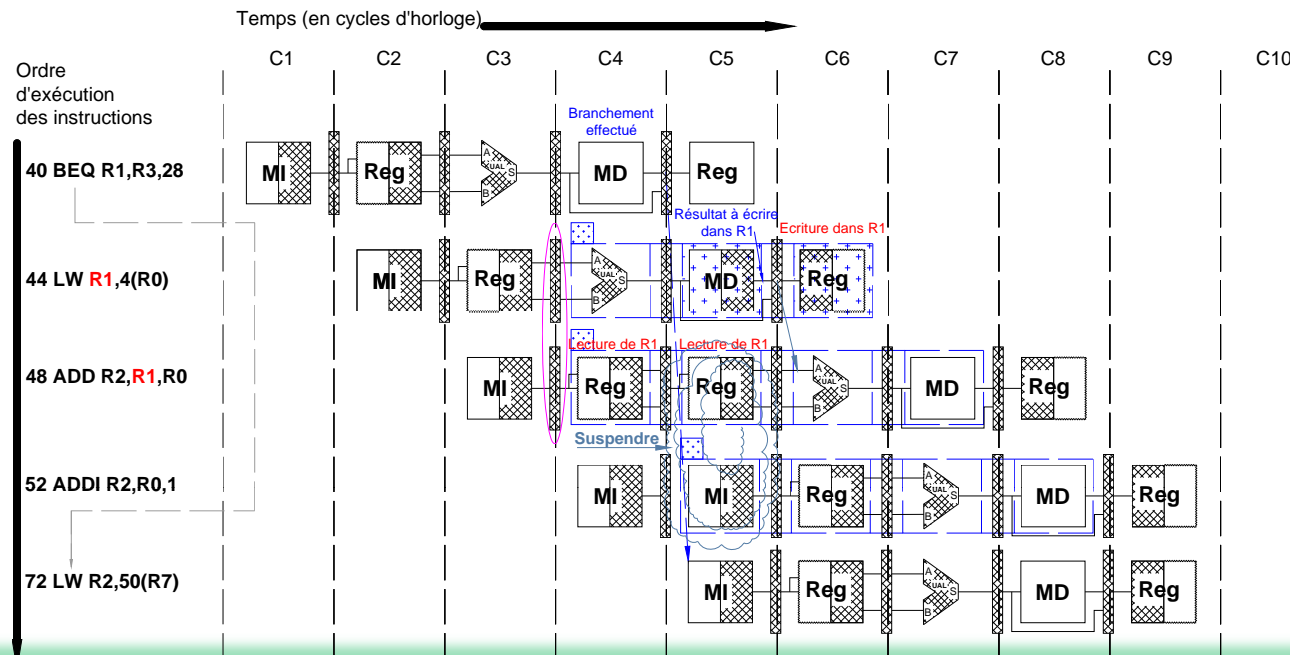 Temps (en cycles d'horloge)
C1 C2 C3 C4 C5 C6 C7 C8 C9 C10
Ordre
d'exécution
des instructions
Branchement
effectué
40 BEQ R1,R3,28
MI Reg A UAL S B MD Reg
Résultat à écrire
dans R1
Ecriture dans R1
44 LW R1,4(R0)
MI Reg A UAL S B MD Reg
Lecture de R1 Lecture de R1
48 ADD R2,R1,R0
MI Reg Reg A UAL S B MD Reg
Suspendre
52 ADDI R2,R0,1
MI MI Reg A UAL S B MD Reg
72 LW R2,50(R7)
MI Reg A UAL S B MD Reg